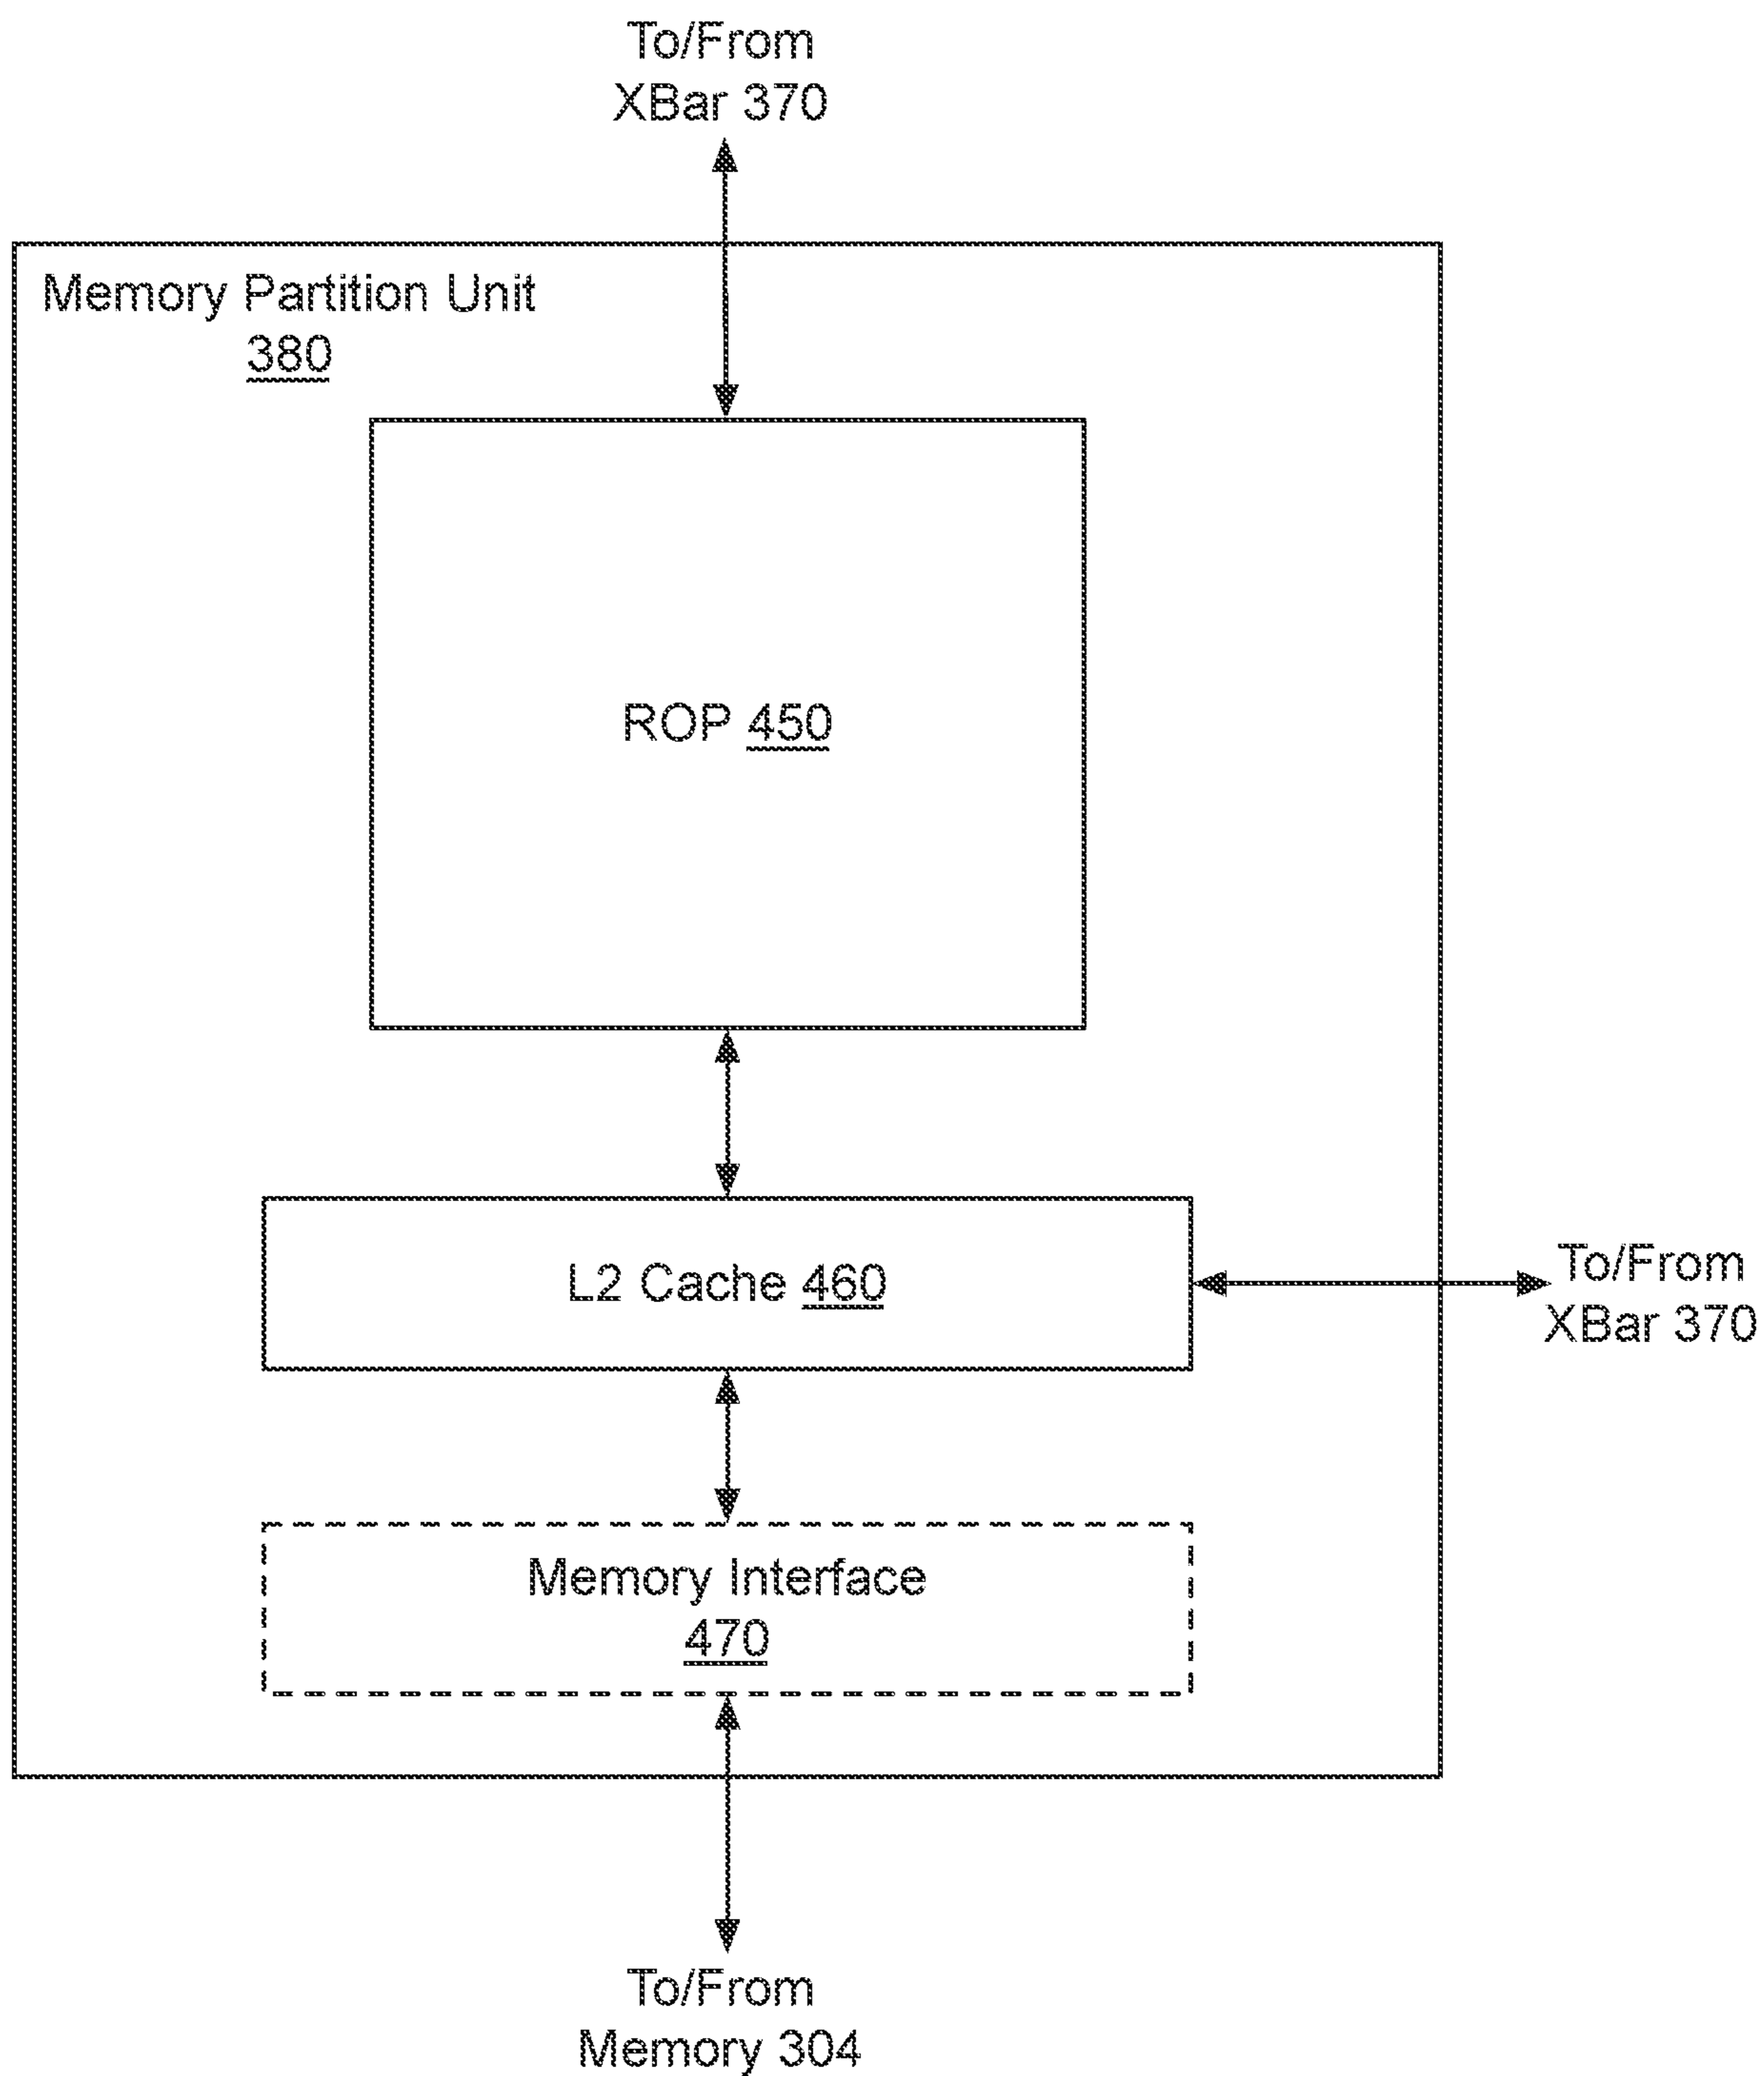 To/From
XBar 370
Memory Partition Unit
380
ROP 450
L2 Cache 460
To/From
XBar 370
Memory Interface
470
To/From
Memory 304